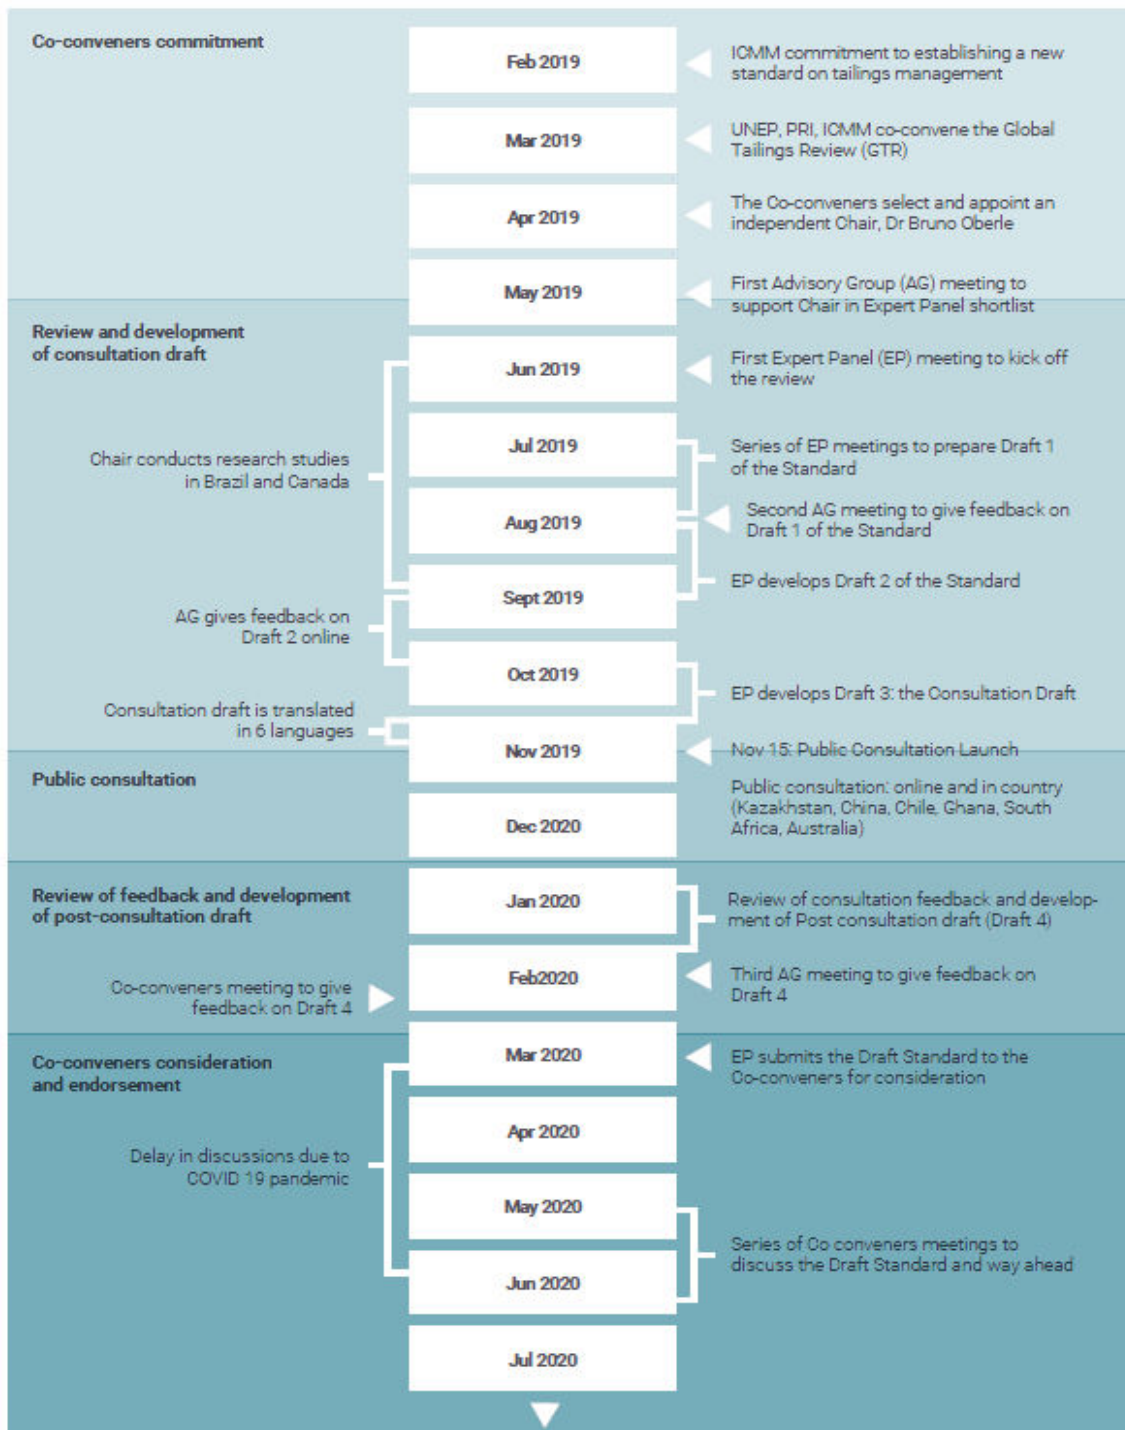 Co-conveners commitment
Feb 2019
ICMM commitment to establishing a new
standard on tailings management
Mar 2019
UNEP, PRI, ICMM co-convene the Global
Tailings Review (GTR)
Apr 2019
The Co-conveners select and appoint an
independent Chair, Dr Bruno Oberle
May 2019
First Advisory Group (AG) meeting to
support Chair in Expert Panel shortlist
Review and development
of consultation draft
Jun 2019
First Expert Panel (EP) meeting to kick off
the review
Jul 2019
Series of EP meetings to prepare Draft 1
of the Standard
Chair conducts research studies
in Brazil and Canada
Aug 2019
Second AG meeting to give feedback on
Draft 1 of the Standard
EP develops Draft 2 of the Standard
Sept 2019
AG gives feedback on
Draft 2 online
Oct 2019
EP develops Draft 3: the Consultation Draft
Consultation draft is translated
in 6 languages
Nov 2019
Nov 15: Public Consultation Launch
Public consultation
Public consultation: online and in country
(Kazakhstan, China, Chile, Ghana, South
Africa, Australia)
Dec 2020
Review of feedback and development
of post-consultation draft
Jan 2020
Review of consultation feedback and develop-
ment of Post consultation draft (Draft 4)
Feb2020
Third AG meeting to give feedback on
Draft 4
Co-conveners meeting to give
feedback on Draft 4
Co-conveners consideration
and endorsement
Mar 2020
EP submits the Draft Standard to the
Co-conveners for consideration
Apr 2020
Delay in discussions due to
COVID 19 pandemic
May 2020
Series of Co conveners meetings to
discuss the Draft Standard and way ahead
Jun 2020
Jul 2020